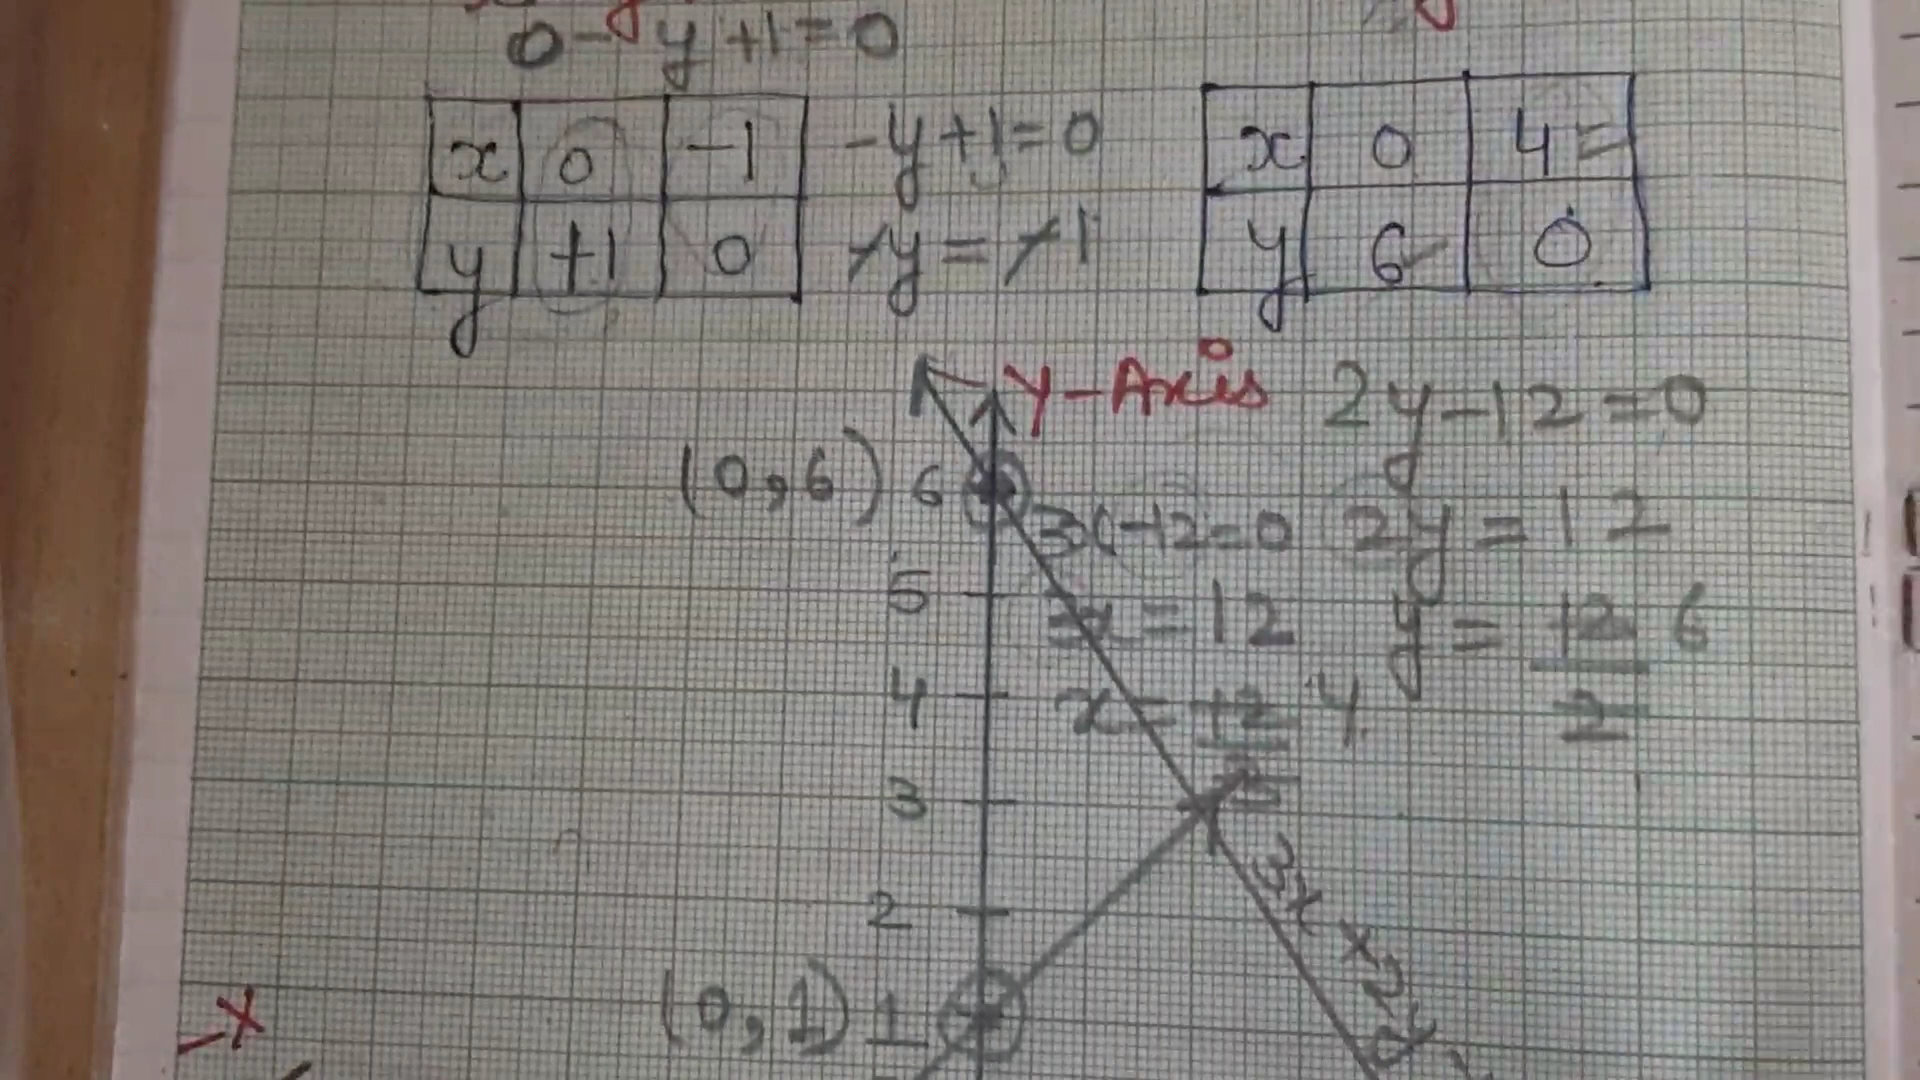 0-y+1=0
x 0 -1
y +1 0
-y+1=0
-y=-1
x 0 4=
y 6 0
Y-Axis
2y-12=0
(0,6) 6
3x-12=0
2y=12
5
3x=12
y=12/2 6
4
x=12/3 4
3
3x+2y
2
(0,1) 1
-X